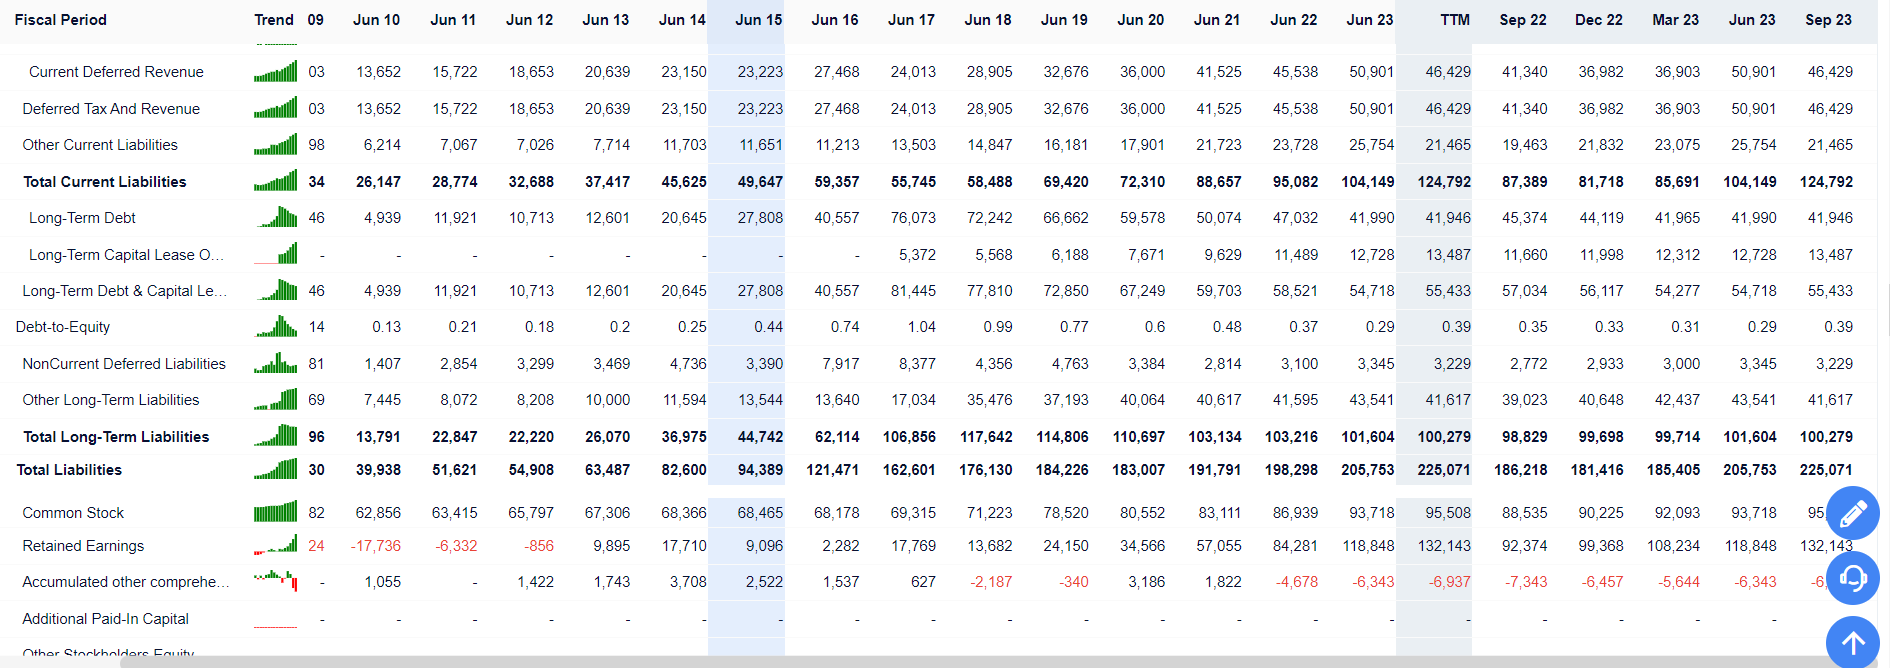 Fiscal Period Trend 09 Jun 10 Jun 11 Jun 12 Jun 13 Jun 14 Jun 15 Jun 16 Jun 17 Jun 18 Jun 19 Jun 20 Jun 21 Jun 22 Jun 23 TTM Sep 22 Dec 22 Mar 23 Jun 23 Sep 23
Current Deferred Revenue 03 13,652 15,722 18,653 20,639 23,150 23,223 27,468 24,013 28,905 32,676 36,000 41,525 45,538 50,901 46,429 41,340 36,982 36,903 50,901 46,429
Deferred Tax And Revenue 03 13,652 15,722 18,653 20,639 23,150 23,223 27,468 24,013 28,905 32,676 36,000 41,525 45,538 50,901 46,429 41,340 36,982 36,903 50,901 46,429
Other Current Liabilities 98 6,214 7,067 7,026 7,714 11,703 11,651 11,213 13,503 14,847 16,181 17,901 21,723 23,728 25,754 21,465 19,463 21,832 23,075 25,754 21,465
Total Current Liabilities 34 26,147 28,774 32,688 37,417 45,625 49,647 59,357 55,745 58,488 69,420 72,310 88,657 95,082 104,149 124,792 87,389 81,718 85,691 104,149 124,792
Long-Term Debt 46 4,939 11,921 10,713 12,601 20,645 27,808 40,557 76,073 72,242 66,662 59,578 50,074 47,032 41,990 41,946 45,374 44,119 41,965 41,990 41,946
Long-Term Capital Lease O... - - - - - - - - 5,372 5,568 6,188 7,671 9,629 11,489 12,728 13,487 11,660 11,998 12,312 12,728 13,487
Long-Term Debt & Capital Le... 46 4,939 11,921 10,713 12,601 20,645 27,808 40,557 81,445 77,810 72,850 67,249 59,703 58,521 54,718 55,433 57,034 56,117 54,277 54,718 55,433
Debt-to-Equity 14 0.13 0.21 0.18 0.2 0.25 0.44 0.74 1.04 0.99 0.77 0.6 0.48 0.37 0.29 0.39 0.35 0.33 0.31 0.29 0.39
NonCurrent Deferred Liabilities 81 1,407 2,854 3,299 3,469 4,736 3,390 7,917 8,377 4,356 4,763 3,384 2,814 3,100 3,345 3,229 2,772 2,933 3,000 3,345 3,229
Other Long-Term Liabilities 69 7,445 8,072 8,208 10,000 11,594 13,544 13,640 17,034 35,476 37,193 40,064 40,617 41,595 43,541 41,617 39,023 40,648 42,437 43,541 41,617
Total Long-Term Liabilities 96 13,791 22,847 22,220 26,070 36,975 44,742 62,114 106,856 117,642 114,806 110,697 103,134 103,216 101,604 100,279 98,829 99,698 99,714 101,604 100,279
Total Liabilities 30 39,938 51,621 54,908 63,487 82,600 94,389 121,471 162,601 176,130 184,226 183,007 191,791 198,298 205,753 225,071 186,218 181,416 185,405 205,753 225,071
Common Stock 82 62,856 63,415 65,797 67,306 68,366 68,465 68,178 69,315 71,223 78,520 80,552 83,111 86,939 93,718 95,508 88,535 90,225 92,093 93,718 95,
Retained Earnings 24 -17,736 -6,332 -856 9,895 17,710 9,096 2,282 17,769 13,682 24,150 34,566 57,055 84,281 118,848 132,143 92,374 99,368 108,234 118,848 132,143
Accumulated other comprehe... - 1,055 - 1,422 1,743 3,708 2,522 1,537 627 -2,187 -340 3,186 1,822 -4,678 -6,343 -6,937 -7,343 -6,457 -5,644 -6,343 -6,
Additional Paid-In Capital - - - - - - - - - - - - - - - - - - - -
Other Stockholders Equity